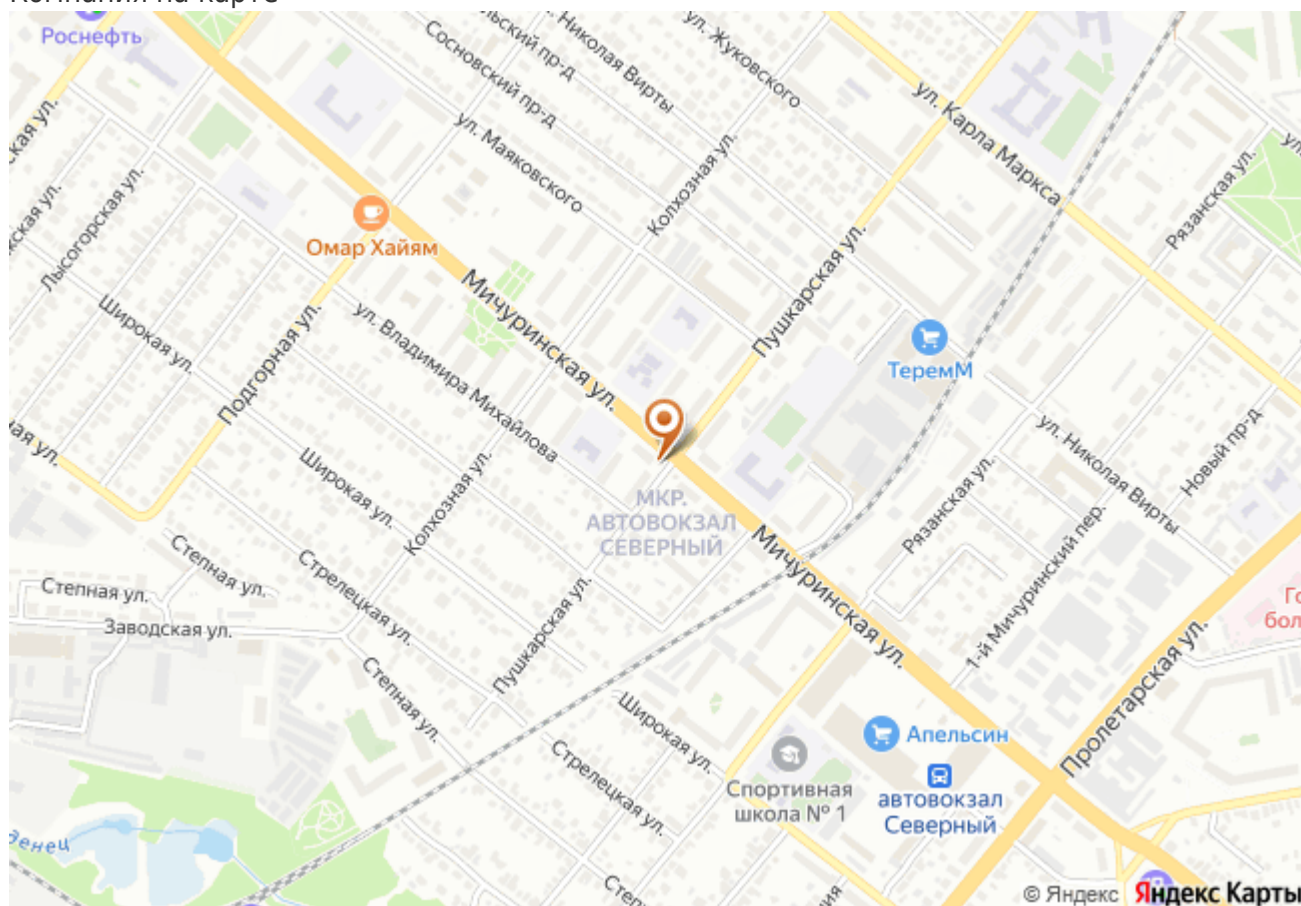 Компания на карте
Роснефть
Сосновский пр-д
ул. Николая Вирты
ул. Жуковского
ул. Карла Маркса
ул. Маяковского
Колхозная ул.
Рязанская ул.
Лысогорская ул.
Омар Хайям
Мичуринская ул.
Пушкарская ул.
Широкая ул.
Подгорная ул.
ул. Владимира Михайлова
ТеремМ
ул. Николая Вирты
Новый пр-д
Широкая ул.
Колхозная ул.
МКР.
АВТОВОКЗАЛ
СЕВЕРНЫЙ
Рязанская ул.
1-й Мичуринский пер.
Мичуринская ул.
Степная ул.
Степная ул.
Стрелецкая ул.
Заводская ул.
Пушкарская ул.
Пролетарская ул.
Степная ул.
Широкая ул.
Стрелецкая ул.
Апельсин
Спортивная
школа № 1
автовокзал
Северный
© Яндекс
Яндекс Карты